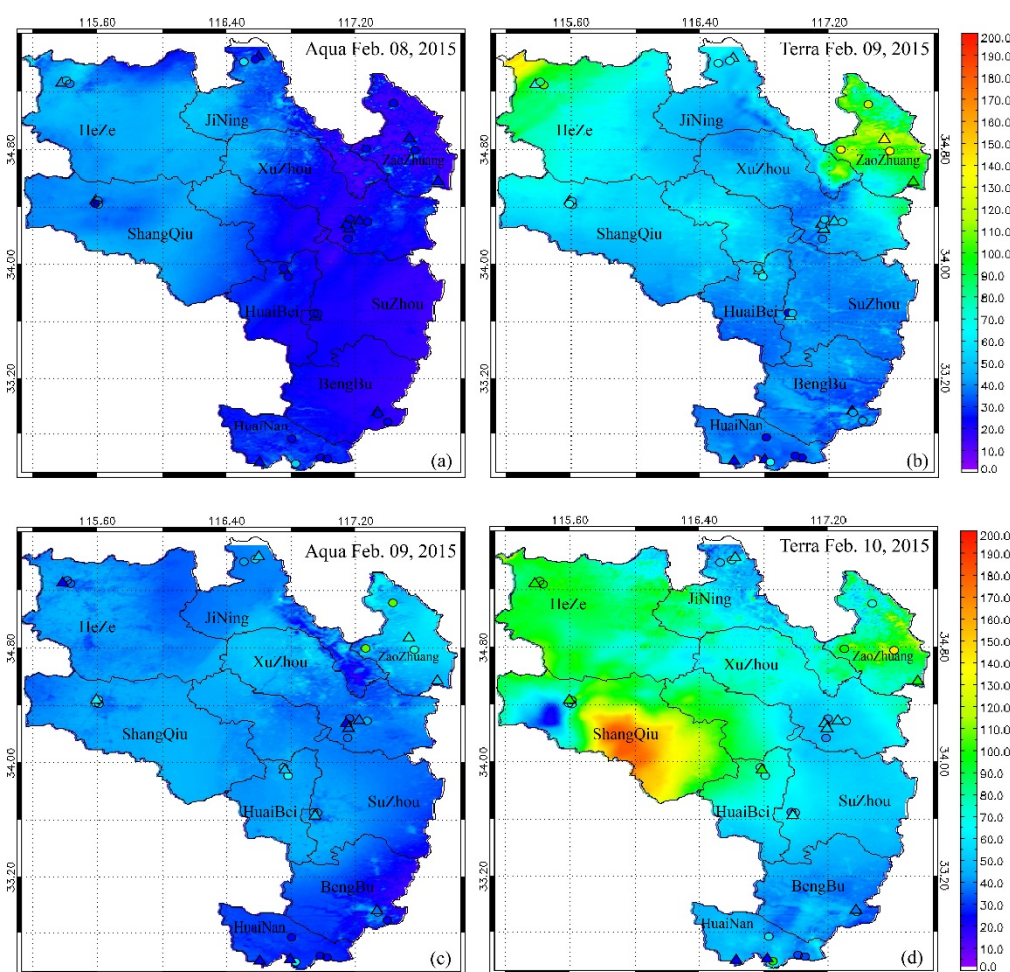 115.60 116.40 117.20 115.60 116.40 117.20
Aqua Feb. 08, 2015
Terra Feb. 09, 2015
HeZe
JiNing
XuZhou
ZaoZhuang
ShangQiu
HuaiBei
SuZhou
BengBu
HuaiNan
(a)
34.80
34.00
33.20
HeZe
JiNing
XuZhou
ZaoZhuang
ShangQiu
HuaiBei
SuZhou
BengBu
HuaiNan
(b)
34.80
34.00
33.20
200.0
180.0
170.0
160.0
150.0
140.0
130.0
120.0
110.0
100.0
90.0
80.0
70.0
60.0
50.0
40.0
30.0
20.0
10.0
0.0
115.60 116.40 117.20 115.60 116.40 117.20
Aqua Feb. 09, 2015
Terra Feb. 10, 2015
HeZe
JiNing
XuZhou
ZaoZhuang
ShangQiu
HuaiBei
SuZhou
BengBu
HuaiNan
(c)
34.80
34.00
33.20
HeZe
JiNing
XuZhou
ZaoZhuang
ShangQiu
HuaiBei
SuZhou
BengBu
HuaiNan
(d)
34.80
34.00
33.20
200.0
180.0
170.0
160.0
150.0
140.0
130.0
120.0
110.0
100.0
90.0
80.0
70.0
60.0
50.0
40.0
30.0
20.0
10.0
0.0